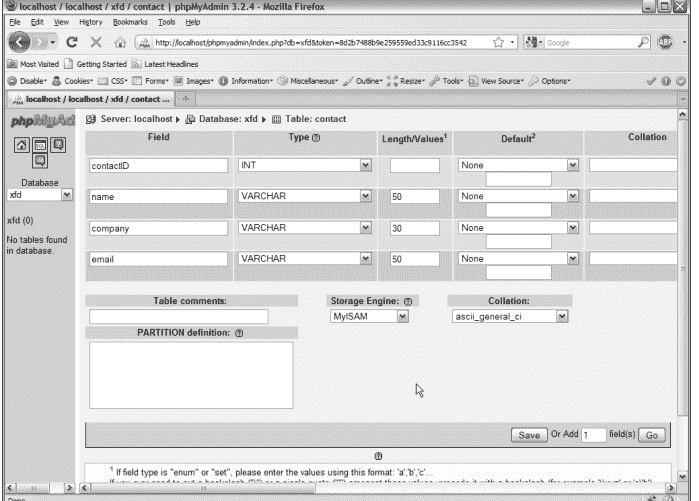 localhost / localhost / xfd / contact | phpMyAdmin 3.2.4 - Mozilla Firefox
File Edit View History Bookmarks Tools Help
http://localhost/phpmyadmin/index.php?db=xfd&token=8d2b7488b9e259559ed33c9116cc3542
Google
ABP
Most Visited Getting Started Latest Headlines
Disable Cookies CSS Forms Images Information Miscellaneous Outline Resize Tools View Source Options
localhost / localhost / xfd / contact ...
phpMyAd
Server: localhost Database: xfd Table: contact
Field Type Length/Values1 Default2 Collation
contactID INT None
Database
xfd
name VARCHAR 50 None
xfd (0)
company VARCHAR 30 None
No tables found
in database.
email VARCHAR 50 None
Table comments: Storage Engine: Collation:
MyISAM ascii_general_ci
PARTITION definition:
Save Or Add 1 field(s) Go
1 If field type is "enum" or "set", please enter the values using this format: 'a','b','c'...
Done